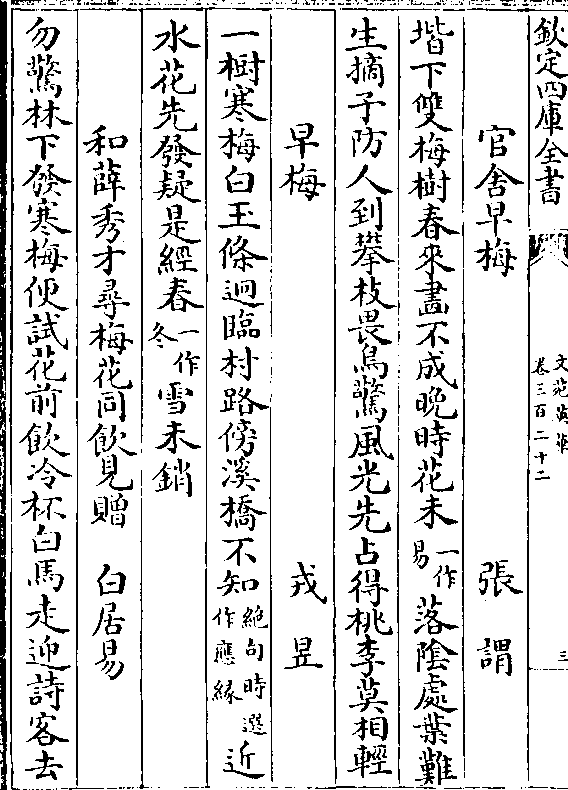 欽定四庫全書
文苑英華
卷三百二十二
三
官舍早梅 張謂
堦下雙梅樹春來畫不成晚時花未一作易落隂處葉難
生摘子防人到攀枝畏鳥驚風光先占得桃李莫相輕
早梅 戎昱
一樹寒梅白玉條迥臨村路傍溪橋不知絶句時選作應緣近
水花先發疑是經春一作冬雪未銷
和薛秀才尋梅花同飲見贈 白居易
勿驚林下發寒梅便試花前飲冷杯白馬走迎詩客去